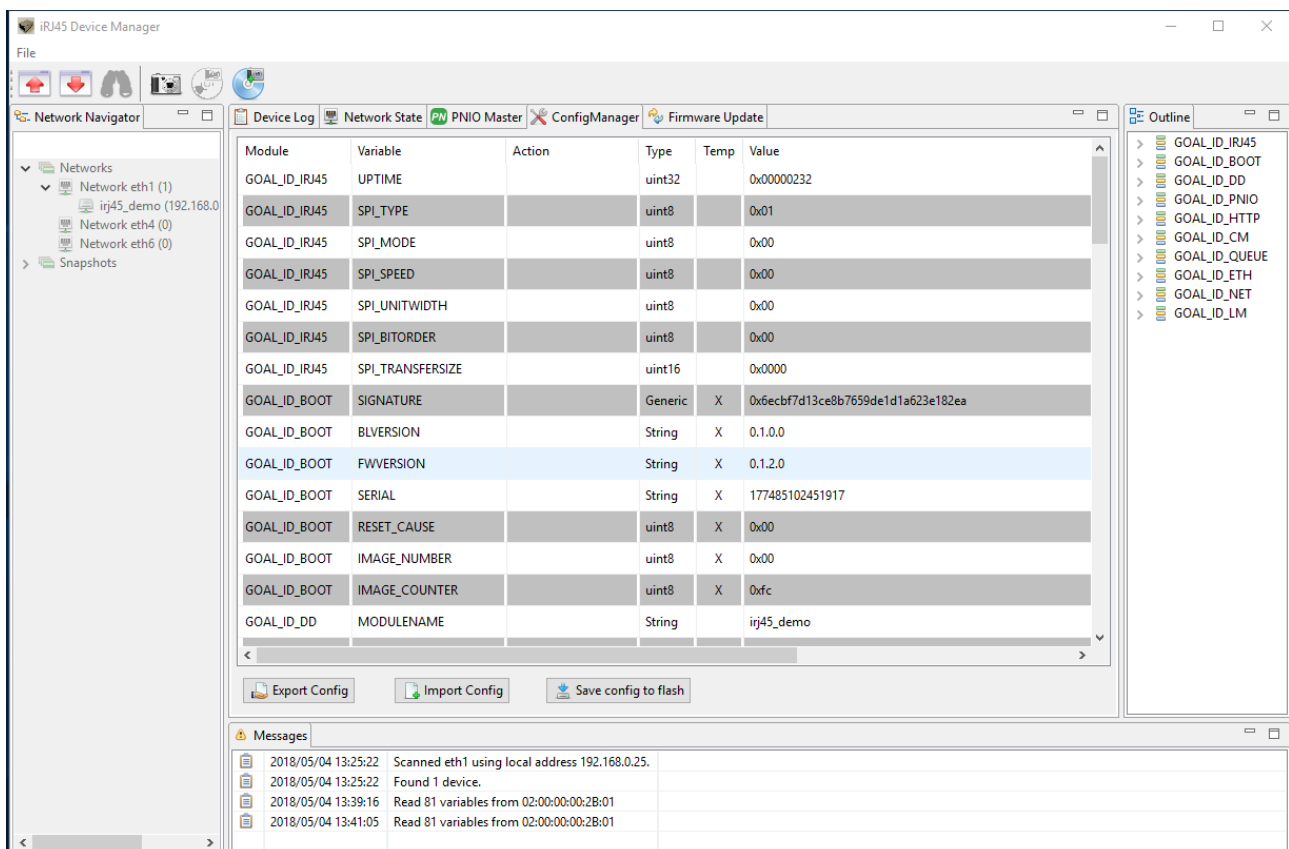 iRJ45 Device Manager
File
Network Navigator
Networks
Network eth1 (1)
irj45_demo (192.168.0
Network eth4 (0)
Network eth6 (0)
Snapshots
Device Log Network State PN PNIO Master ConfigManager Firmware Update
Module Variable Action Type Temp Value
GOAL_ID_IRJ45 UPTIME uint32 0x00000232
GOAL_ID_IRJ45 SPI_TYPE uint8 0x01
GOAL_ID_IRJ45 SPI_MODE uint8 0x00
GOAL_ID_IRJ45 SPI_SPEED uint8 0x00
GOAL_ID_IRJ45 SPI_UNITWIDTH uint8 0x00
GOAL_ID_IRJ45 SPI_BITORDER uint8 0x00
GOAL_ID_IRJ45 SPI_TRANSFERSIZE uint16 0x0000
GOAL_ID_BOOT SIGNATURE Generic X 0x6ecbf7d13ce8b7659de1d1a623e182ea
GOAL_ID_BOOT BLVERSION String X 0.1.0.0
GOAL_ID_BOOT FWVERSION String X 0.1.2.0
GOAL_ID_BOOT SERIAL String X 177485102451917
GOAL_ID_BOOT RESET_CAUSE uint8 X 0x00
GOAL_ID_BOOT IMAGE_NUMBER uint8 X 0x00
GOAL_ID_BOOT IMAGE_COUNTER uint8 X 0xfc
GOAL_ID_DD MODULENAME String irj45_demo
Export Config Import Config Save config to flash
Outline
GOAL_ID_IRJ45
GOAL_ID_BOOT
GOAL_ID_DD
GOAL_ID_PNIO
GOAL_ID_HTTP
GOAL_ID_CM
GOAL_ID_QUEUE
GOAL_ID_ETH
GOAL_ID_NET
GOAL_ID_LM
Messages
2018/05/04 13:25:22 Scanned eth1 using local address 192.168.0.25.
2018/05/04 13:25:22 Found 1 device.
2018/05/04 13:39:16 Read 81 variables from 02:00:00:00:2B:01
2018/05/04 13:41:05 Read 81 variables from 02:00:00:00:2B:01